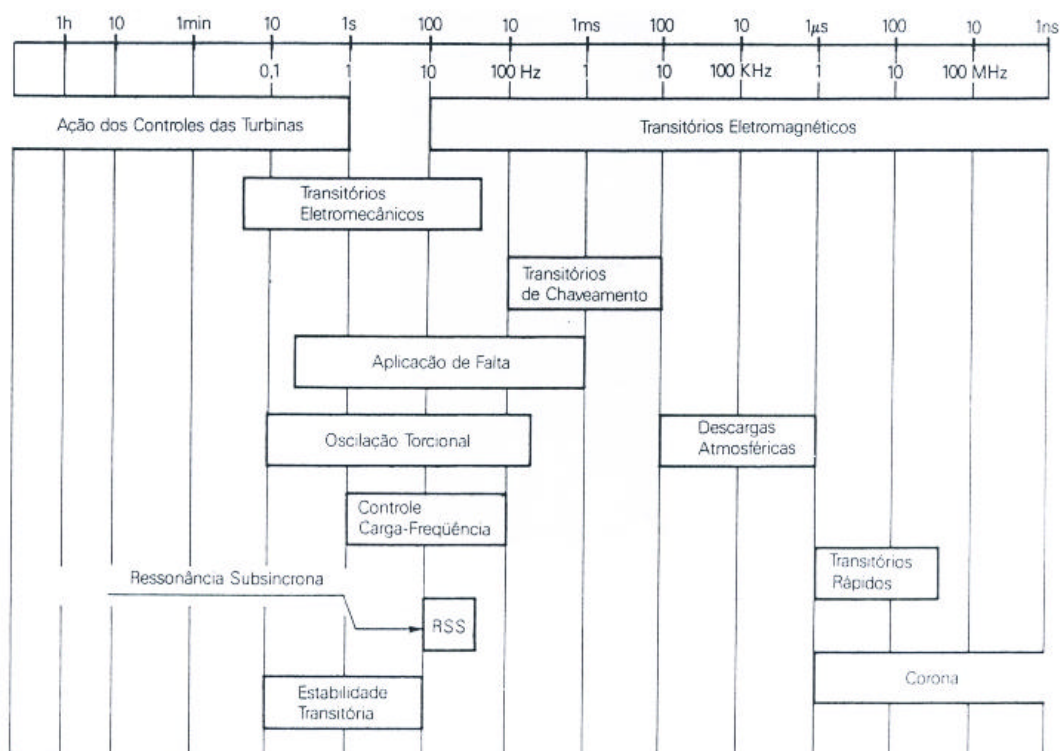 1h 10 1min 10 1s 100 10 1ms 100 10 1µs 100 10 1ns
0,1 1 10 100 Hz 1 10 100 KHz 1 10 100 MHz
Ação dos Controles das Turbinas
Transitórios Eletromagnéticos
Transitórios
Eletromecânicos
Transitórios
de Chaveamento
Aplicação de Falta
Oscilação Torcional
Descargas
Atmosféricas
Controle
Carga-Freqüência
Ressonância Subsíncrona
Transitórios
Rápidos
RSS
Corona
Estabilidade
Transitória